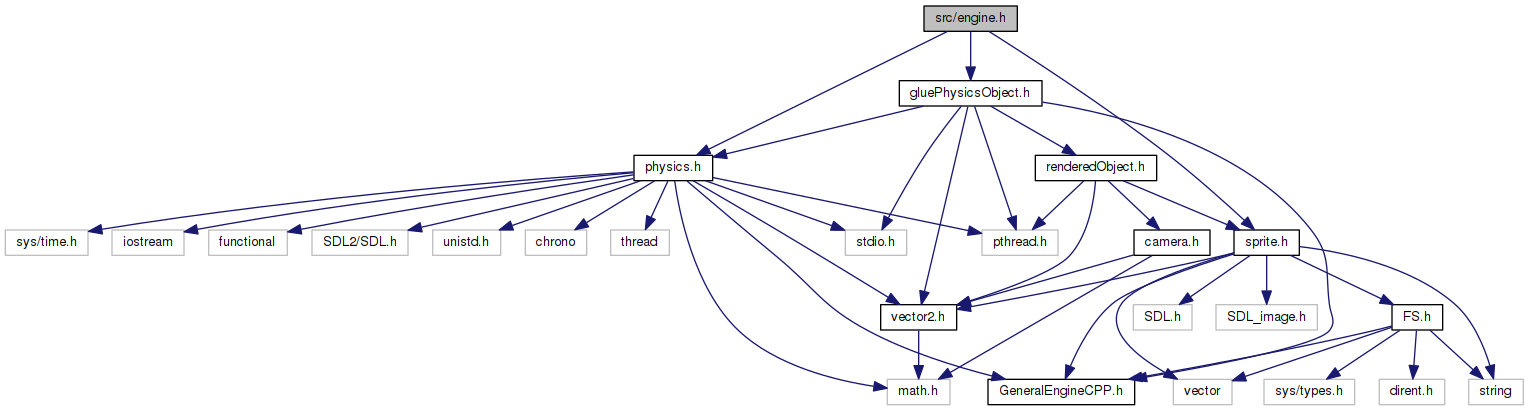 src/engine.h
gluePhysicsObject.h
physics.h
renderedObject.h
sys/time.h
iostream
functional
SDL2/SDL.h
unistd.h
chrono
thread
stdio.h
pthread.h
camera.h
sprite.h
vector2.h
SDL.h
SDL_image.h
FS.h
math.h
GeneralEngineCPP.h
vector
sys/types.h
dirent.h
string